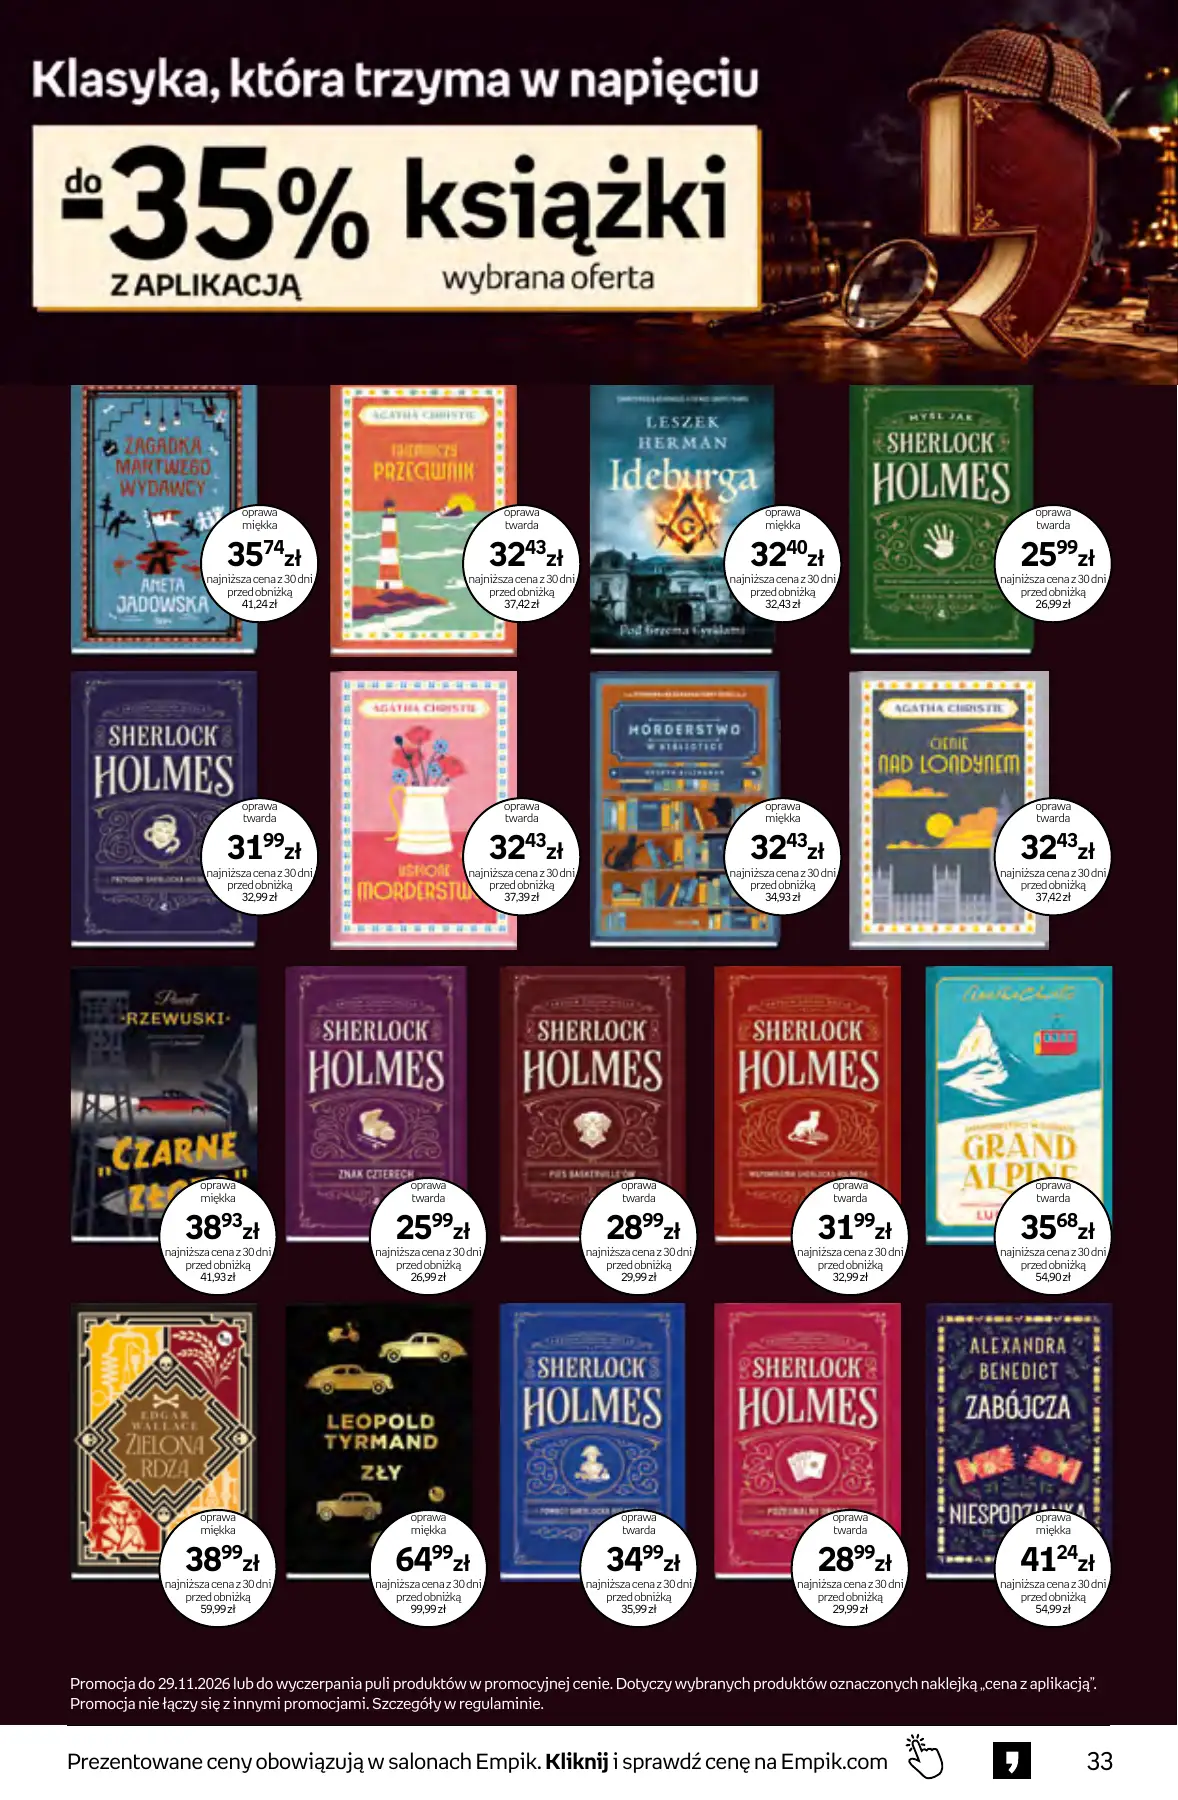 Klasyka, która trzyma w napięciu
do
-35% książki
Z APLIKACJĄ
wybrana oferta
ZAGADKA
MARTWEGO
WYDAWCY
ANETA
JADOWSKA
oprawa
miękka
35 74 zł
najniższa cena z 30 dni
przed obniżką
41,24 zł
AGATHA CHRISTIE
TAJEMNICZY
PRZECIWNIK
oprawa
twarda
32 43 zł
najniższa cena z 30 dni
przed obniżką
37,42 zł
LESZEK
HERMAN
Ideburga
Pod trzema Cyrklami
oprawa
miękka
32 40 zł
najniższa cena z 30 dni
przed obniżką
32,43 zł
MYŚL JAK
SHERLOCK
HOLMES
oprawa
twarda
25 99 zł
najniższa cena z 30 dni
przed obniżką
26,99 zł
SHERLOCK
HOLMES
PRZYGODY SHERLOCKA
oprawa
twarda
31 99 zł
najniższa cena z 30 dni
przed obniżką
32,99 zł
AGATHA CHRISTIE
UŚPIONE
MORDERSTW
oprawa
twarda
32 43 zł
najniższa cena z 30 dni
przed obniżką
37,39 zł
MORDERSTWO
W BIBLIOTECE
oprawa
miękka
32 43 zł
najniższa cena z 30 dni
przed obniżką
34,93 zł
AGATHA CHRISTIE
CIENIE
NAD LONDYNEM
oprawa
twarda
32 43 zł
najniższa cena z 30 dni
przed obniżką
37,42 zł
Paweł
RZEWUSKI
"CZARNE
ZŁOTO"
oprawa
miękka
38 93 zł
najniższa cena z 30 dni
przed obniżką
41,93 zł
SHERLOCK
HOLMES
ZNAK CZTERECH
oprawa
twarda
25 99 zł
najniższa cena z 30 dni
przed obniżką
26,99 zł
SHERLOCK
HOLMES
PIES BASKERVILLE'ÓW
oprawa
twarda
28 99 zł
najniższa cena z 30 dni
przed obniżką
29,99 zł
SHERLOCK
HOLMES
WSPOMNIENIA SHERLOCKA HOLMESA
oprawa
twarda
31 99 zł
najniższa cena z 30 dni
przed obniżką
32,99 zł
GRAND
ALPINE
oprawa
twarda
35 68 zł
najniższa cena z 30 dni
przed obniżką
54,90 zł
EDGAR
WALLACE
ZIELONA
RDZA
oprawa
miękka
38 99 zł
najniższa cena z 30 dni
przed obniżką
59,99 zł
LEOPOLD
TYRMAND
ZŁY
oprawa
miękka
64 99 zł
najniższa cena z 30 dni
przed obniżką
99,99 zł
SHERLOCK
HOLMES
POWRÓT SHERLOCKA
oprawa
twarda
34 99 zł
najniższa cena z 30 dni
przed obniżką
35,99 zł
SHERLOCK
HOLMES
POŻEGNALNY
oprawa
twarda
28 99 zł
najniższa cena z 30 dni
przed obniżką
29,99 zł
ALEXANDRA
BENEDICT
ZABÓJCZA
NIESPODZIANKA
oprawa
miękka
41 24 zł
najniższa cena z 30 dni
przed obniżką
54,99 zł
Promocja do 29.11.2026 lub do wyczerpania puli produktów w promocyjnej cenie. Dotyczy wybranych produktów oznaczonych naklejką „cena z aplikacją”.
Promocja nie łączy się z innymi promocjami. Szczegóły w regulaminie.
Prezentowane ceny obowiązują w salonach Empik. Kliknij i sprawdź cenę na Empik.com
33